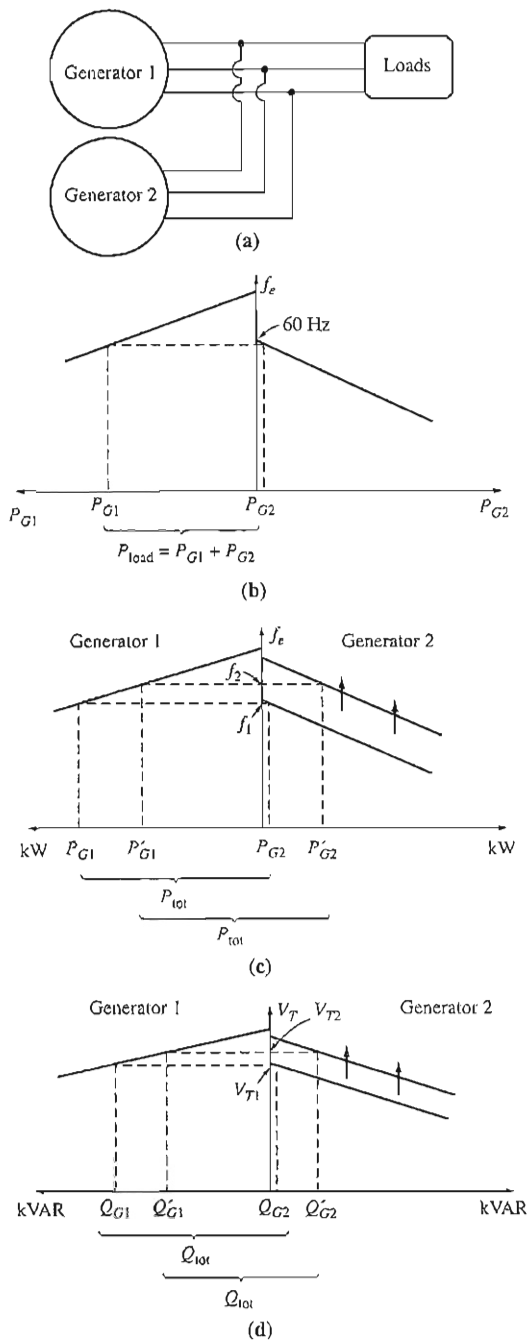 Generator 1
Loads
Generator 2
(a)
f_e
60 Hz
P_G1
P_G1
P_G2
P_G2
P_load = P_G1 + P_G2
(b)
Generator 1
f_e
Generator 2
f_2
f_1
kW
P_G1
P'_G1
P_G2
P'_G2
kW
P_tot
P_tot
(c)
Generator 1
V_T
V_T2
Generator 2
V_T1
kVAR
Q_G1
Q'_G1
Q_G2
Q'_G2
kVAR
Q_tot
Q_tot
(d)